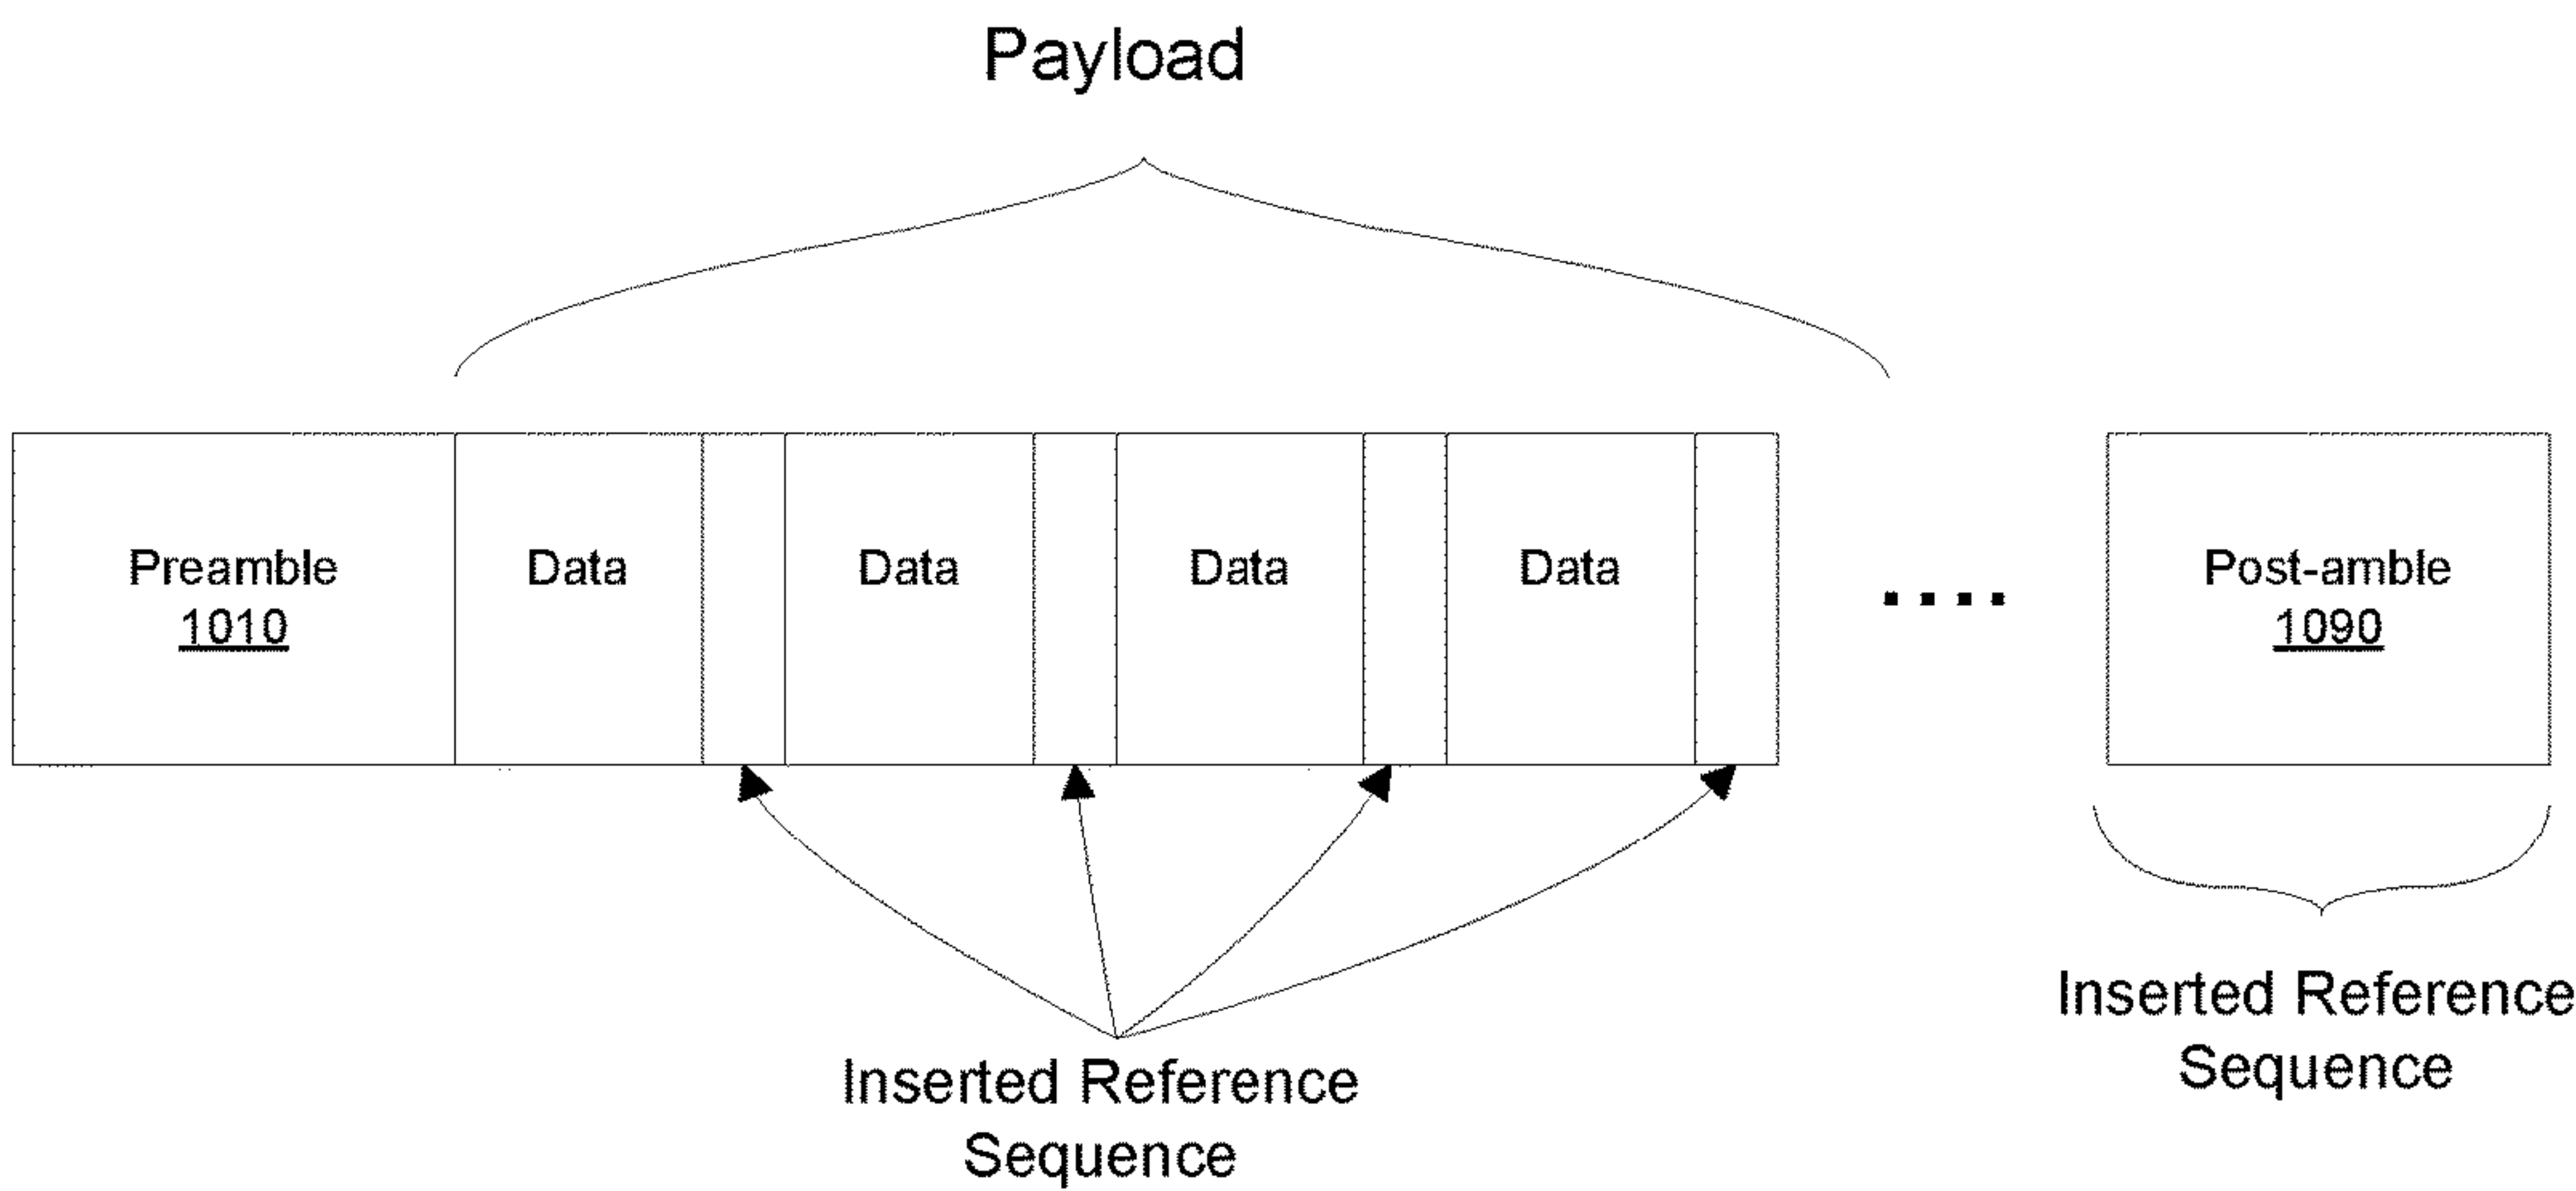 Payload
Preamble
1010
Data
Data
Data
Data
Post-amble
1090
Inserted Reference
Sequence
Inserted Reference
Sequence